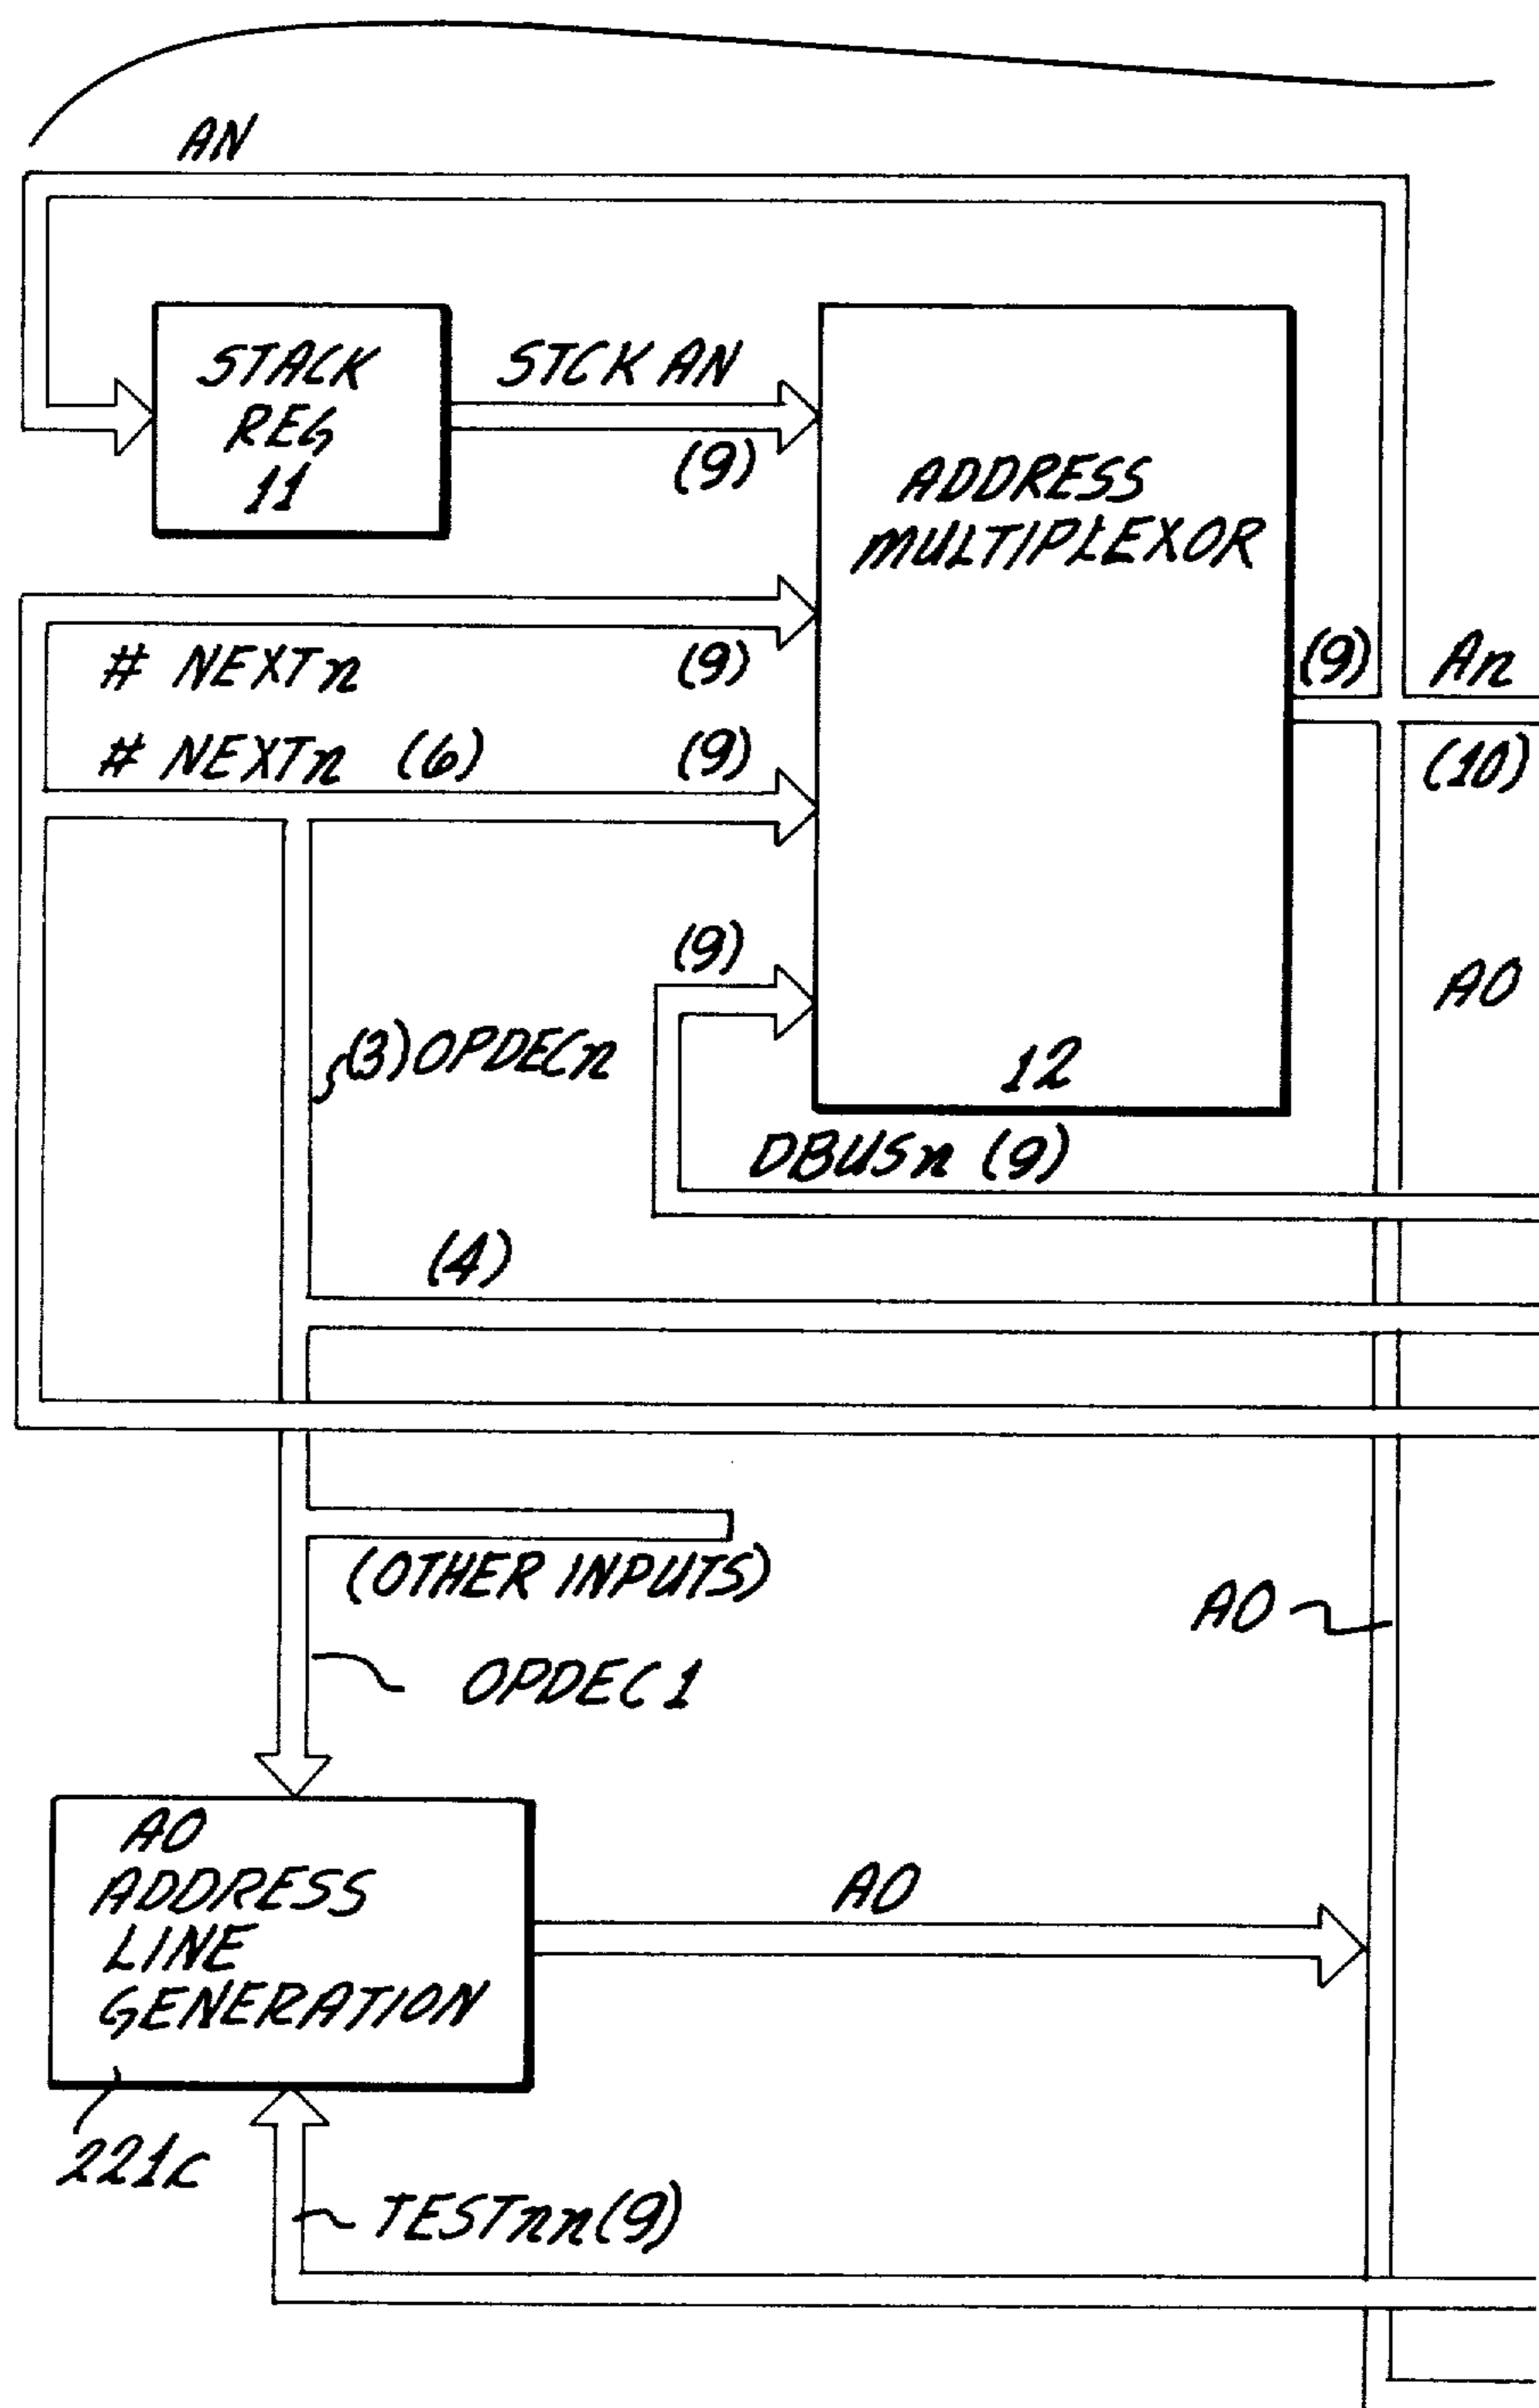 AN
STACK
REG
11
STCK AN
(9)
ADDRESS
MULTIPLEXOR
12
# NEXTn
(9)
# NEXTn (6)
(9)
(9)
An
(10)
(9)
A0
(3) OPDECn
DBUSn (9)
(4)
(OTHER INPUTS)
A0
OPDEC1
A0
ADDRESS
LINE
GENERATION
A0
221c
TESTnn(9)